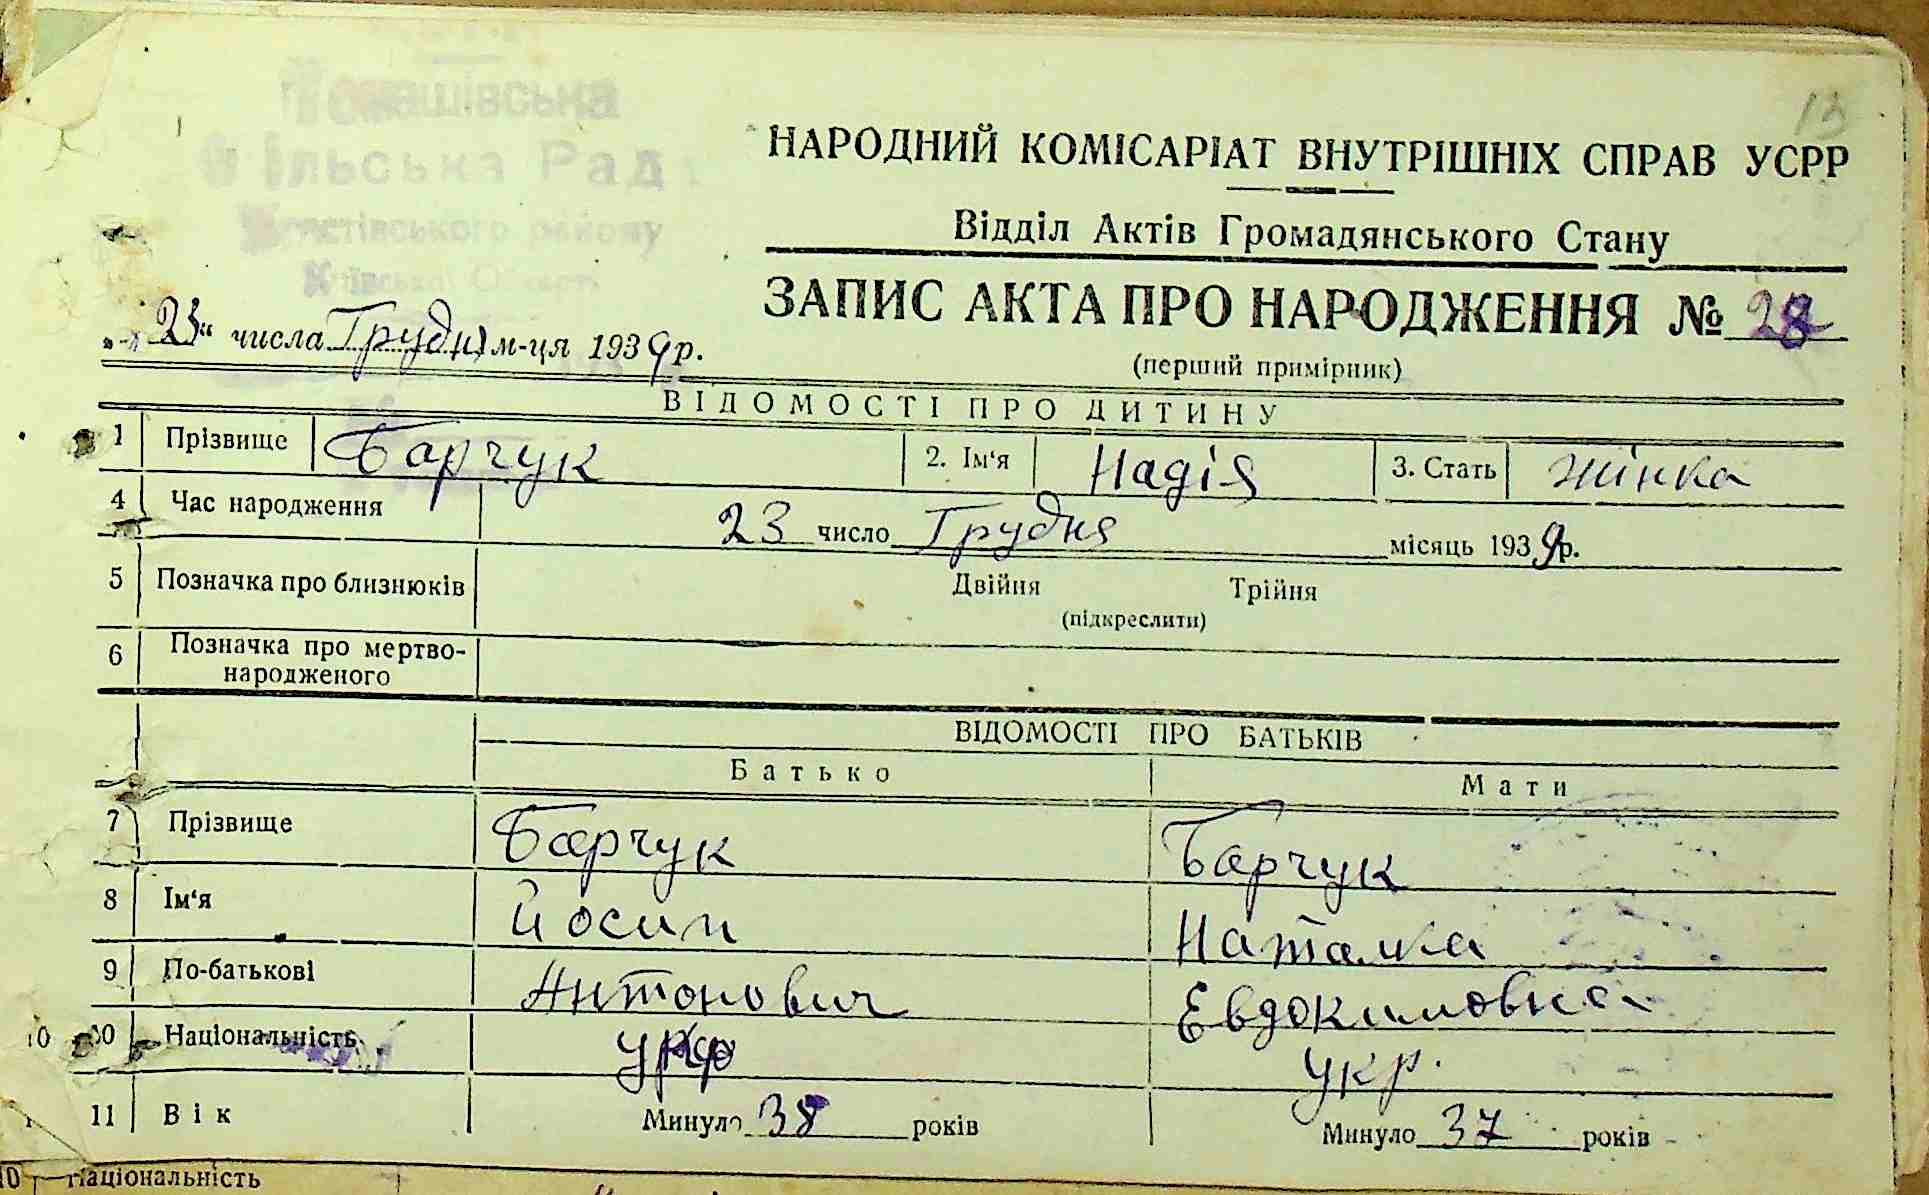 13
Томашівська
Сільська Рада
району
Київської Області
НАРОДНИЙ КОМІСАРІАТ ВНУТРІШНІХ СПРАВ УСРР
Відділ Актів Громадянського Стану
ЗАПИС АКТА ПРО НАРОДЖЕННЯ № 28
(перший примірник)
„23“ числа Грудня м-ця 1939 р.
ВІДОМОСТІ ПРО ДИТИНУ
1 Прізвище Барчук 2. Ім‘я Надія 3. Стать жінка
4 Час народження 23 число Грудня місяць 1939 р.
5 Позначка про близнюків Двійня Трійня
(підкреслити)
6 Позначка про мертво-
народженого
ВІДОМОСТІ ПРО БАТЬКІВ
Батько Мати
7 Прізвище Барчук Барчук
8 Ім‘я Йосип Наталка
9 По-батькові Антонович Евдокимовна
10 Національність укр укр.
11 Вік Минуло 38 років Минуло 37 років
10 Національність